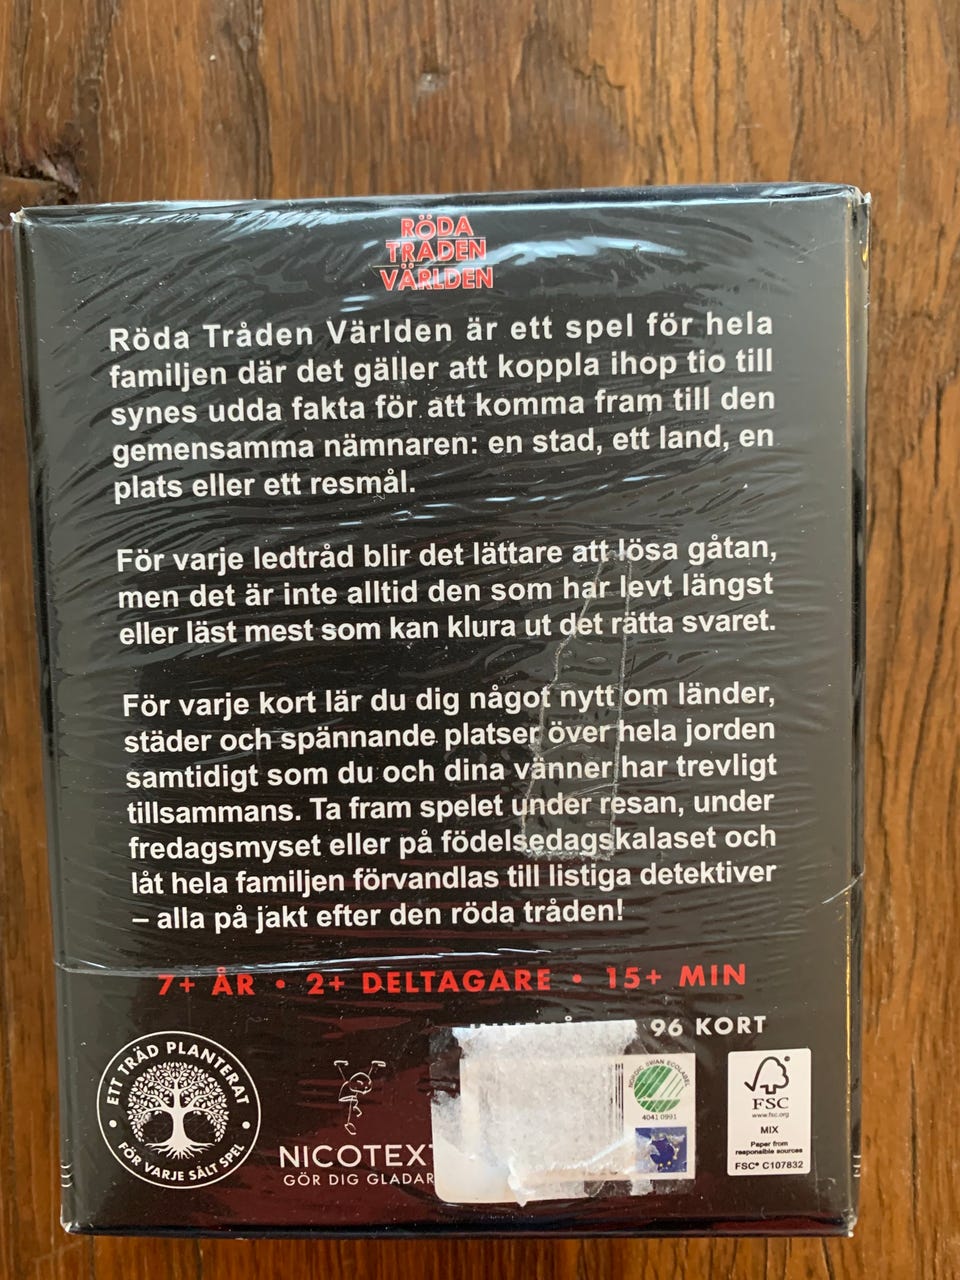 RÖDA
TRÅDEN
VÄRLDEN
Röda Tråden Världen är ett spel för hela
familjen där det gäller att koppla ihop tio till
synes udda fakta för att komma fram till den
gemensamma nämnaren: en stad, ett land, en
plats eller ett resmål.
För varje ledtråd blir det lättare att lösa gåtan,
men det är inte alltid den som har levt längst
eller läst mest som kan klura ut det rätta svaret.
För varje kort lär du dig något nytt om länder,
städer och spännande platser över hela jorden
samtidigt som du och dina vänner har trevligt
tillsammans. Ta fram spelet under resan, under
fredagsmyset eller på födelsedagskalaset och
låt hela familjen förvandlas till listiga detektiver
– alla på jakt efter den röda tråden!
7+ ÅR • 2+ DELTAGARE • 15+ MIN
96 KORT
ETT TRÄD PLANTERAT
• FÖR VARJE SÅLT SPEL •
NICOTEXT
GÖR DIG GLADAR
NORDIC SWAN ECOLABEL
4041 0991
FSC
www.fsc.org
MIX
Paper from
responsible sources
FSC® C107832